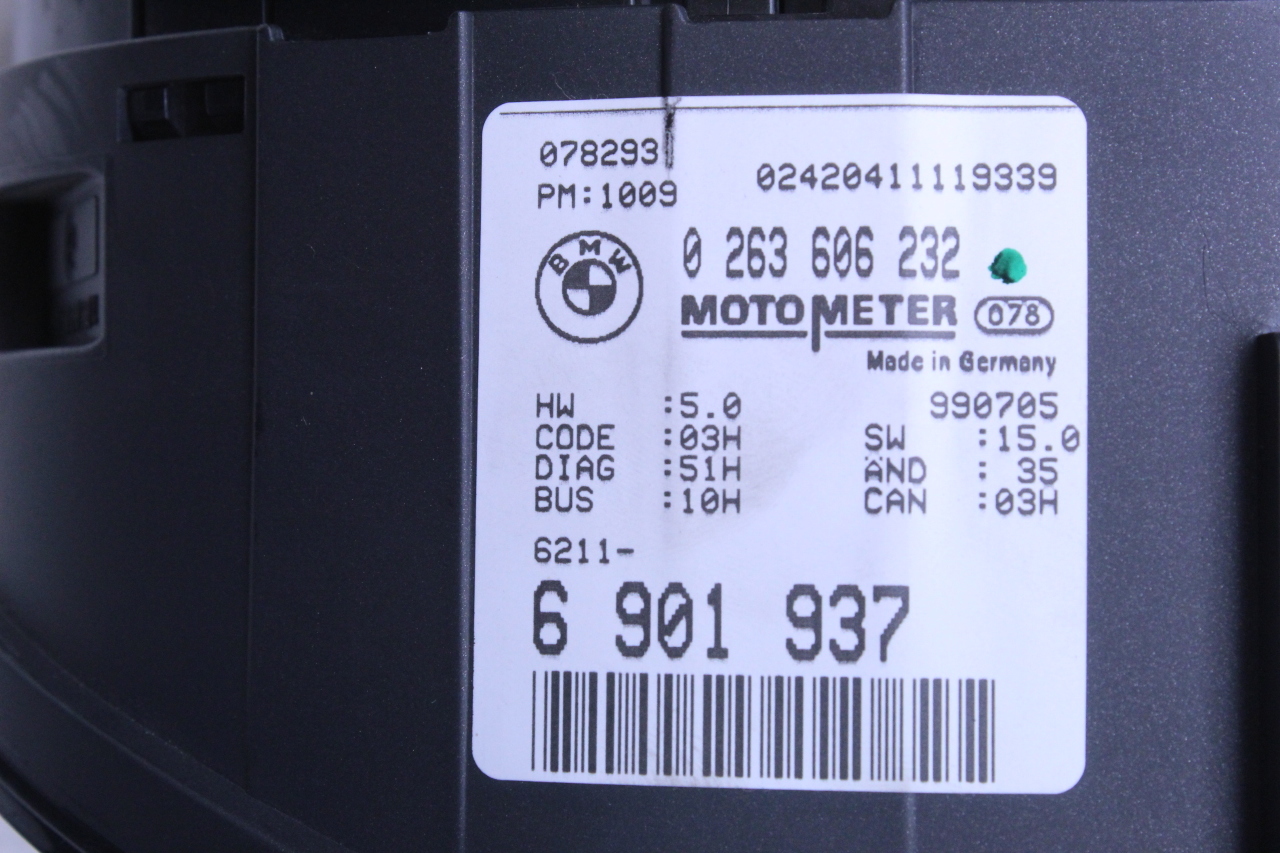 078293
PM:1009
02420411119339
BMW
0 263 606 232
MOTOMETER 078
Made in Germany
HW :5.0 990705
CODE :03H SW :15.0
DIAG :51H ÄND : 35
BUS :10H CAN :03H
6211-
6 901 937